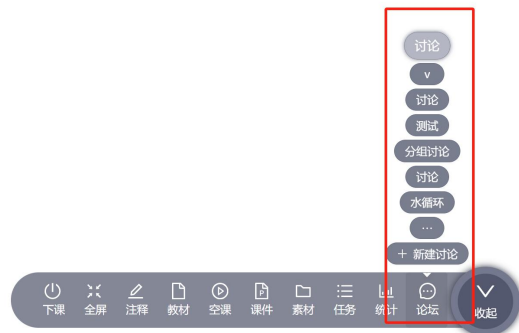 讨论
v
讨论
测试
分组讨论
讨论
水循环
...
+ 新建讨论
下课 全屏 注释 教材 空课 课件 素材 任务 统计 论坛 收起